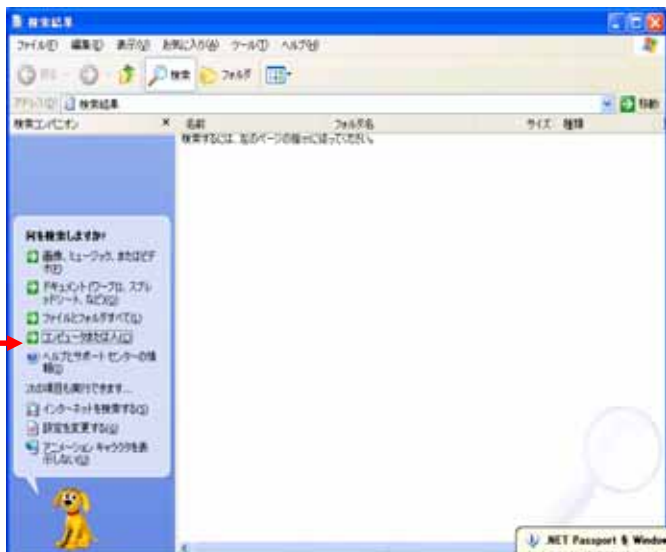 検索結果
ファイル(F) 編集(E) 表示(V) お気に入り(A) ツール(T) ヘルプ(H)
戻る 検索 フォルダ
アドレス(D) 検索結果 移動
検索コンパニオン × 名前 フォルダ名 サイズ 種類
検索するには、左のページの指示に従ってください。
何を検索しますか?
画像、ミュージック、またはビデ
オ(P)
ドキュメント (ワープロ、スプレ
ッドシート、など)(O)
ファイルとフォルダすべて(L)
コンピュータまたは人(C)
ヘルプとサポート センターの情
報(I)
次の項目も実行できます...
インターネットを検索する(S)
設定を変更する(G)
アニメーション キャラクタを表
示しない(U)
.NET Passport & Window